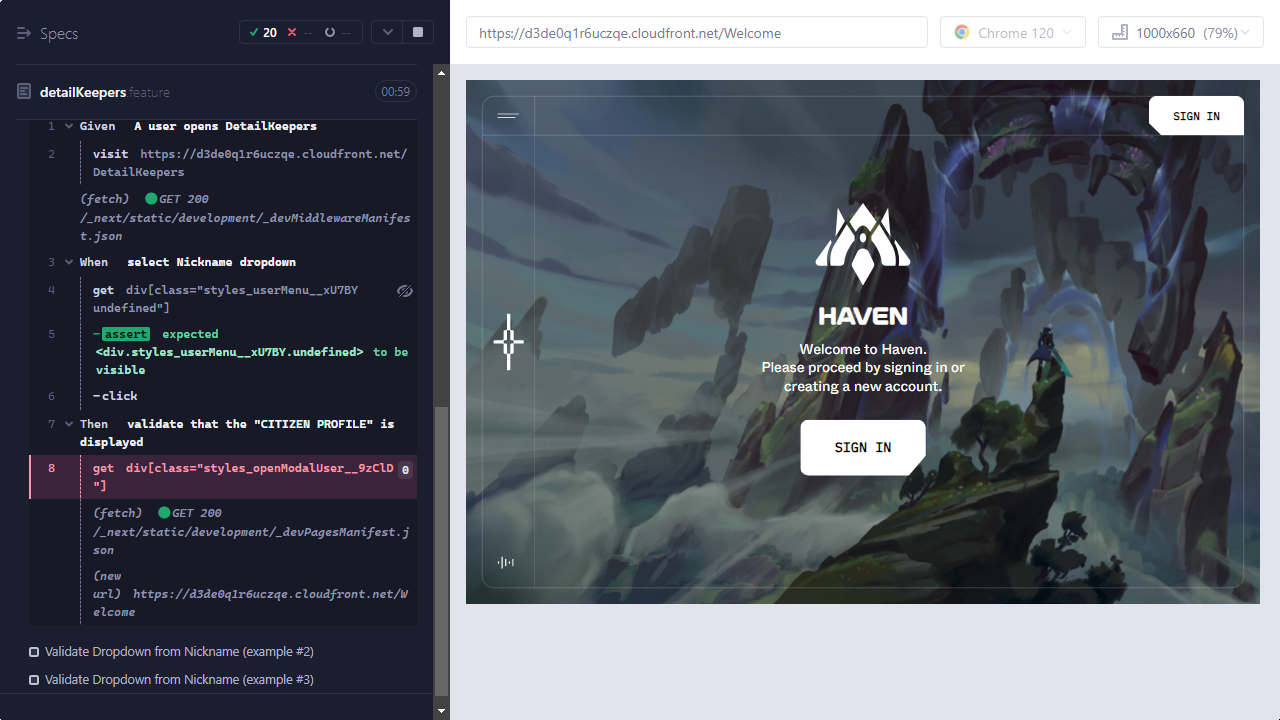 Specs
20
--
--
https://d3de0q1r6uczqe.cloudfront.net/Welcome
Chrome 120
1000x660 (79%)
detailKeepers.feature
00:59
1 Given A user opens DetailKeepers
2 visit https://d3de0q1r6uczqe.cloudfront.net/
DetailKeepers
(fetch) GET 200
/_next/static/development/_devMiddlewareManifes
t.json
3 When select Nickname dropdown
4 get div[class="styles_userMenu__xU7BY
undefined"]
5 -assert expected
<div.styles_userMenu__xU7BY.undefined> to be
visible
6 -click
7 Then validate that the "CITIZEN PROFILE" is
displayed
8 get div[class="styles_openModalUser__9zClD 0
"]
(fetch) GET 200
/_next/static/development/_devPagesManifest.j
son
(new
url) https://d3de0q1r6uczqe.cloudfront.net/W
elcome
Validate Dropdown from Nickname (example #2)
Validate Dropdown from Nickname (example #3)
SIGN IN
HAVEN
Welcome to Haven.
Please proceed by signing in or
creating a new account.
SIGN IN